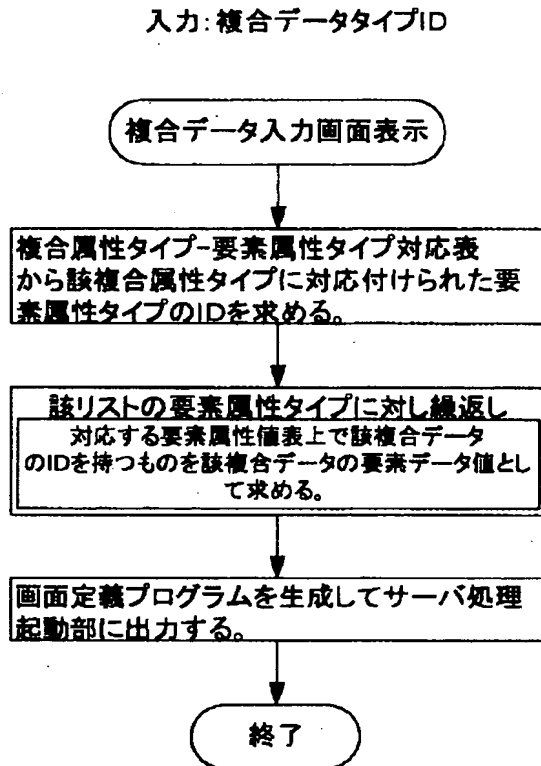 入力:複合データタイプID
複合データ入力画面表示
複合属性タイプ-要素属性タイプ対応表
から該複合属性タイプに対応付けられた要
素属性タイプのIDを求める。
該リストの要素属性タイプに対し繰返し
対応する要素属性値表上で該複合データ
のIDを持つものを該複合データの要素データ値とし
て求める。
画面定義プログラムを生成してサーバ処理
起動部に出力する。
終了